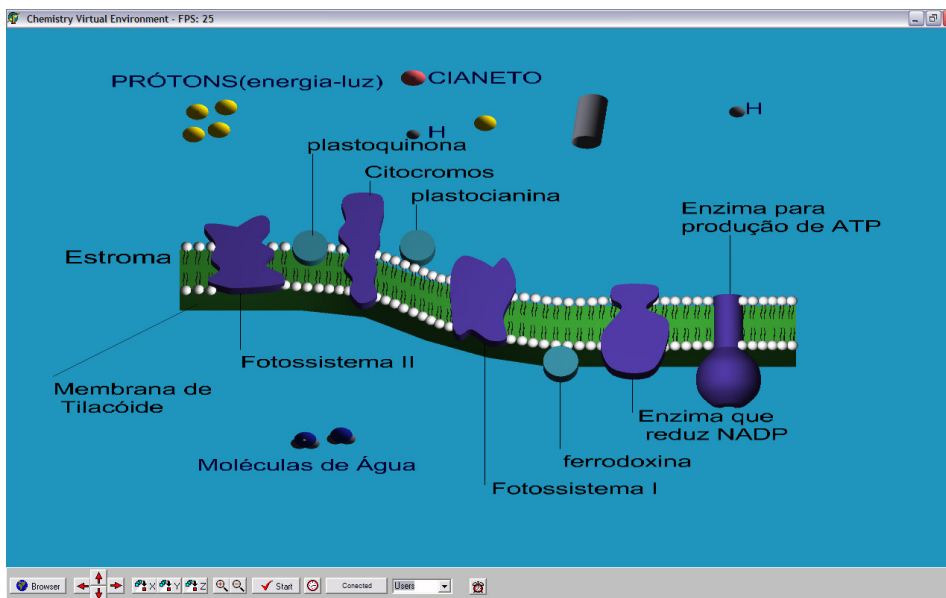 Chemistry Virtual Environment - FPS: 25
PRÓTONS(energia-luz)
CIANETO
H
H
plastoquinona
Citocromos
plastocianina
Enzima para
produção de ATP
Estroma
Fotossistema II
Membrana de
Tilacóide
Enzima que
reduz NADP
Moléculas de Água
ferrodoxina
Fotossistema I
Browser
X
Y
Z
Start
Conected
Users